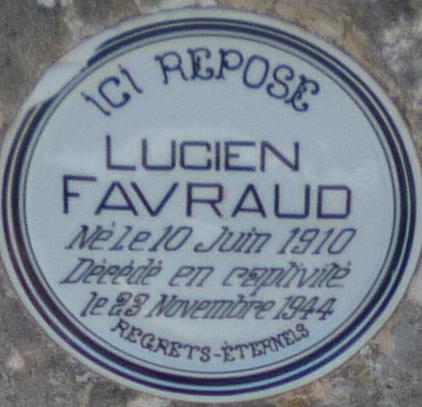 ICI REPOSE
LUCIEN
FAVRAUD
Né Le 10 Juin 1910
Décédé en captivité
le 23 Novembre 1944
REGRETS-ÉTERNELS